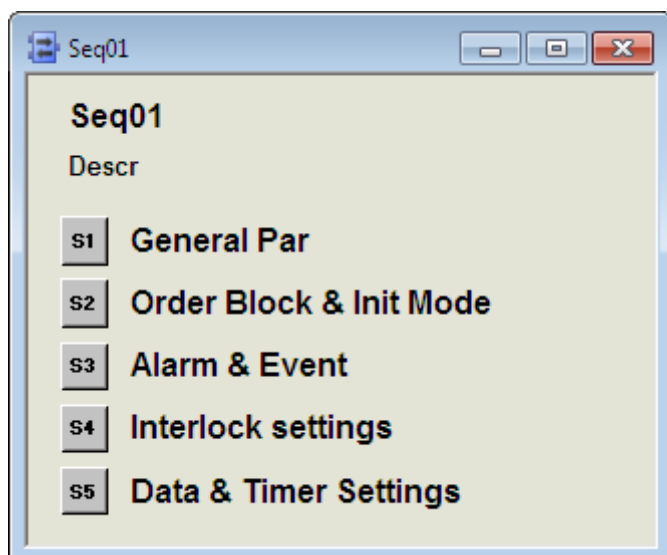 Seq01
Seq01
Descr
S1 General Par
S2 Order Block & Init Mode
S3 Alarm & Event
S4 Interlock settings
S5 Data & Timer Settings